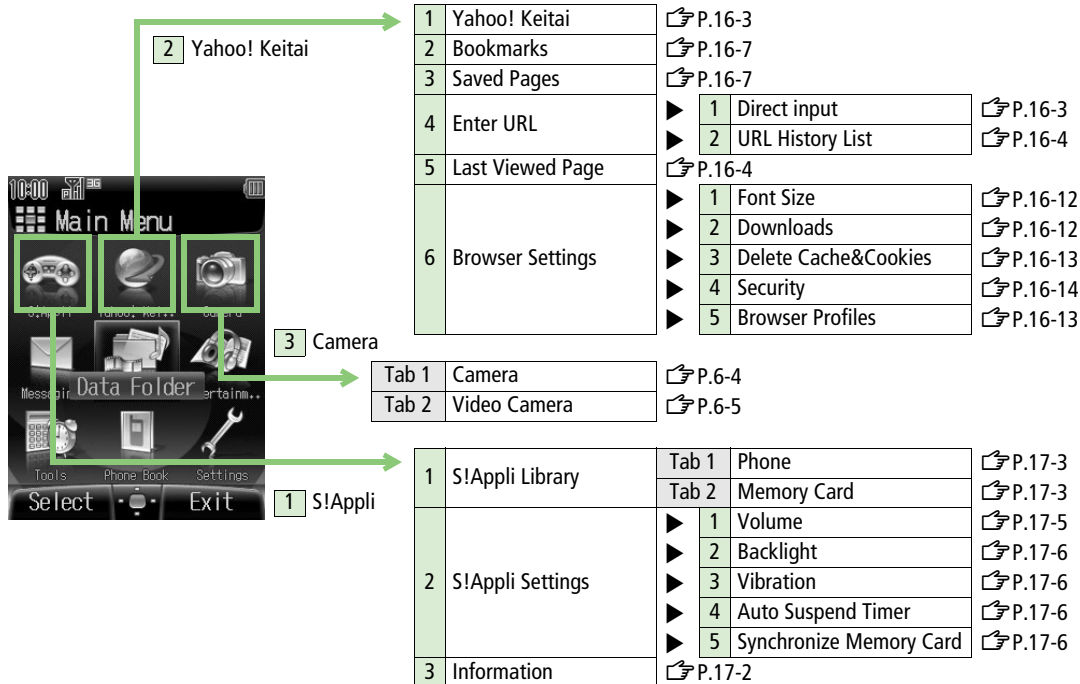 2 Yahoo! Keitai
1 Yahoo! Keitai P.16-3
2 Bookmarks P.16-7
3 Saved Pages P.16-7
4 Enter URL
1 Direct input P.16-3
2 URL History List P.16-4
5 Last Viewed Page P.16-4
6 Browser Settings
1 Font Size P.16-12
2 Downloads P.16-12
3 Delete Cache&Cookies P.16-13
4 Security P.16-14
5 Browser Profiles P.16-13
10:00 3G
Main Menu
S!Appli Yahoo! Kei.. Camera
Messaging Data Folder ertainm..
Tools Phone Book Settings
Select Exit
3 Camera
Tab 1 Camera P.6-4
Tab 2 Video Camera P.6-5
1 S!Appli
1 S!Appli Library
Tab 1 Phone P.17-3
Tab 2 Memory Card P.17-3
2 S!Appli Settings
1 Volume P.17-5
2 Backlight P.17-6
3 Vibration P.17-6
4 Auto Suspend Timer P.17-6
5 Synchronize Memory Card P.17-6
3 Information P.17-2